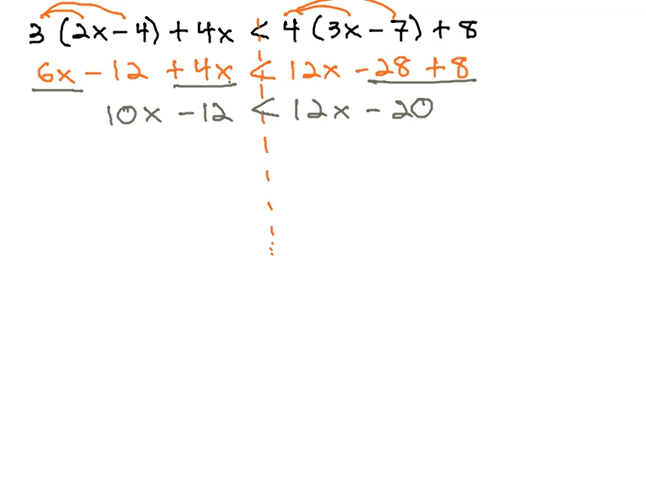 3 (2x - 4) + 4x < 4 (3x - 7) + 8
6x - 12 + 4x < 12x - 28 + 8
10x - 12 < 12x - 20